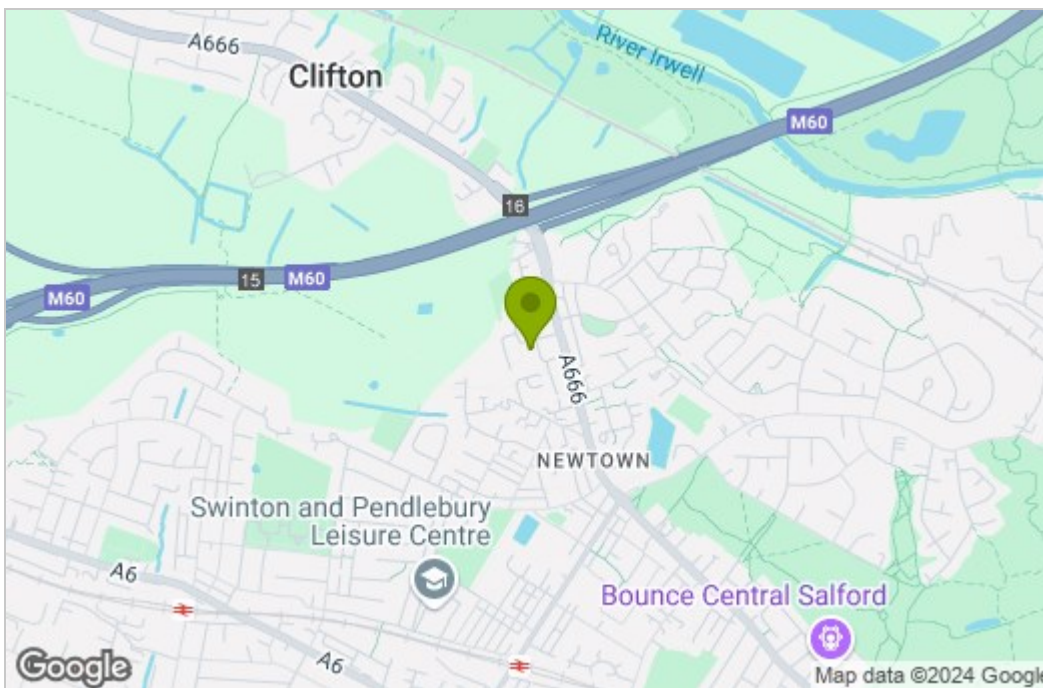 A666
Clifton
River Irwell
M60
16
15
M60
M60
A666
NEWTOWN
Swinton and Pendlebury
Leisure Centre
A6
Bounce Central Salford
A6
Google
Map data ©2024 Google